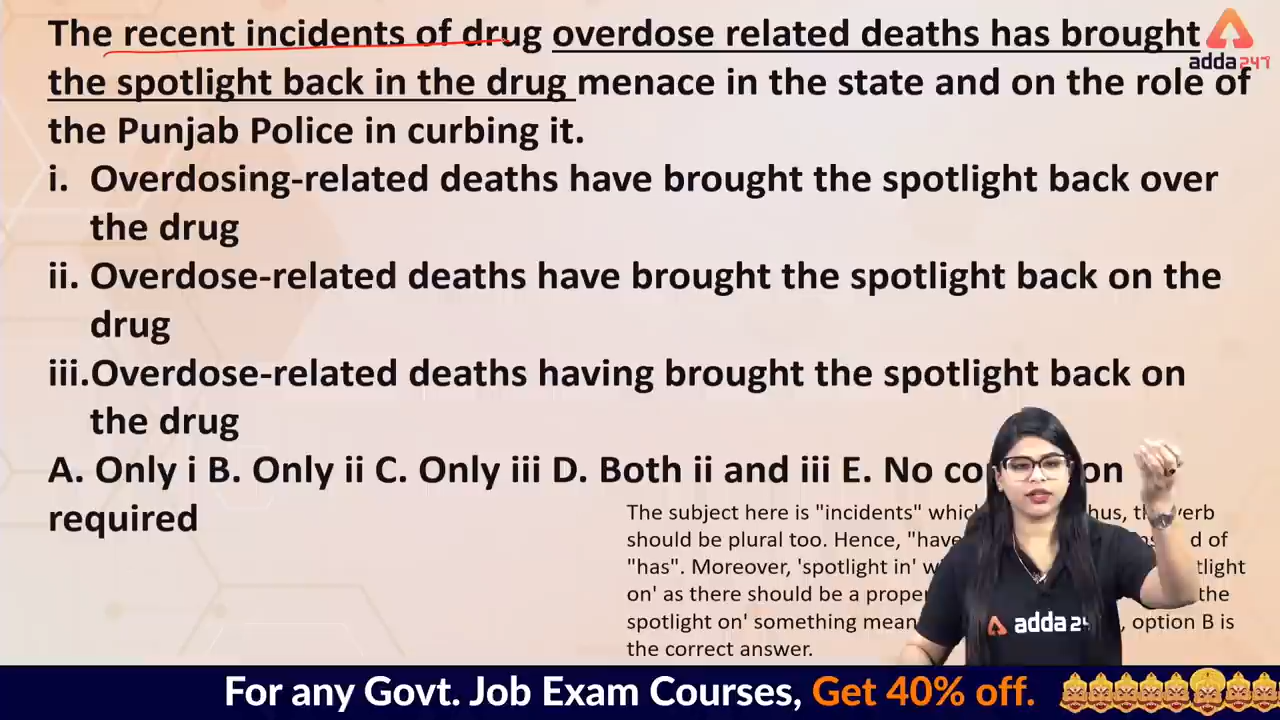 The recent incidents of drug overdose related deaths has brought
the spotlight back in the drug menace in the state and on the role of
the Punjab Police in curbing it.
adda247
i. Overdosing-related deaths have brought the spotlight back over
the drug
ii. Overdose-related deaths have brought the spotlight back on the
drug
iii.Overdose-related deaths having brought the spotlight back on
the drug
A. Only i B. Only ii C. Only iii D. Both ii and iii E. No
required
The subject here is "incidents"
should be plural too. Hence, "have of
"has". Moreover, 'spotlight in'
on' as there should be a the
spotlight on' something , option B is
the correct answer.
adda24
For any Govt. Job Exam Courses, Get 40% off.